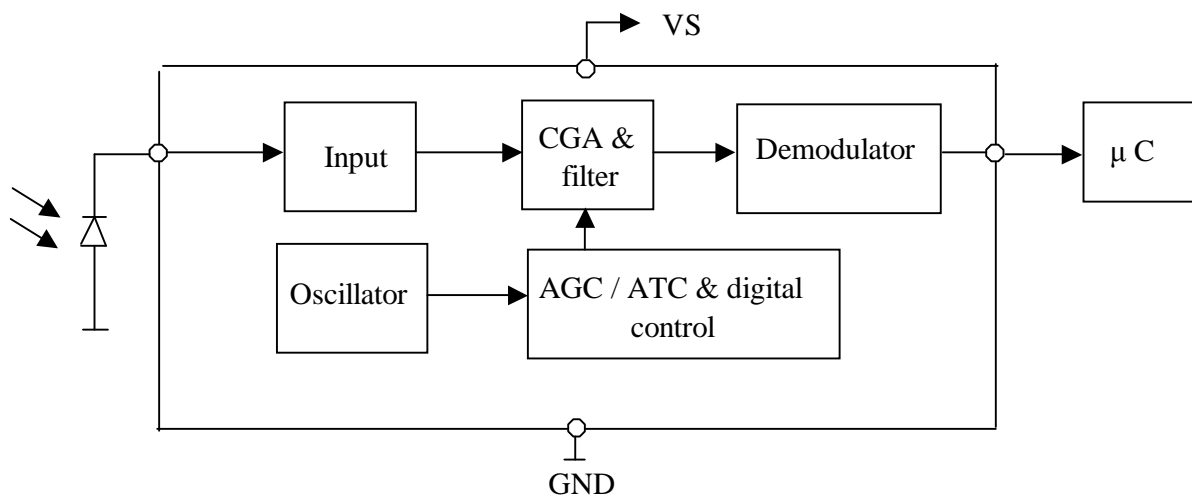 VS
Input
CGA &
filter
Demodulator
μ C
Oscillator
AGC / ATC & digital
control
GND